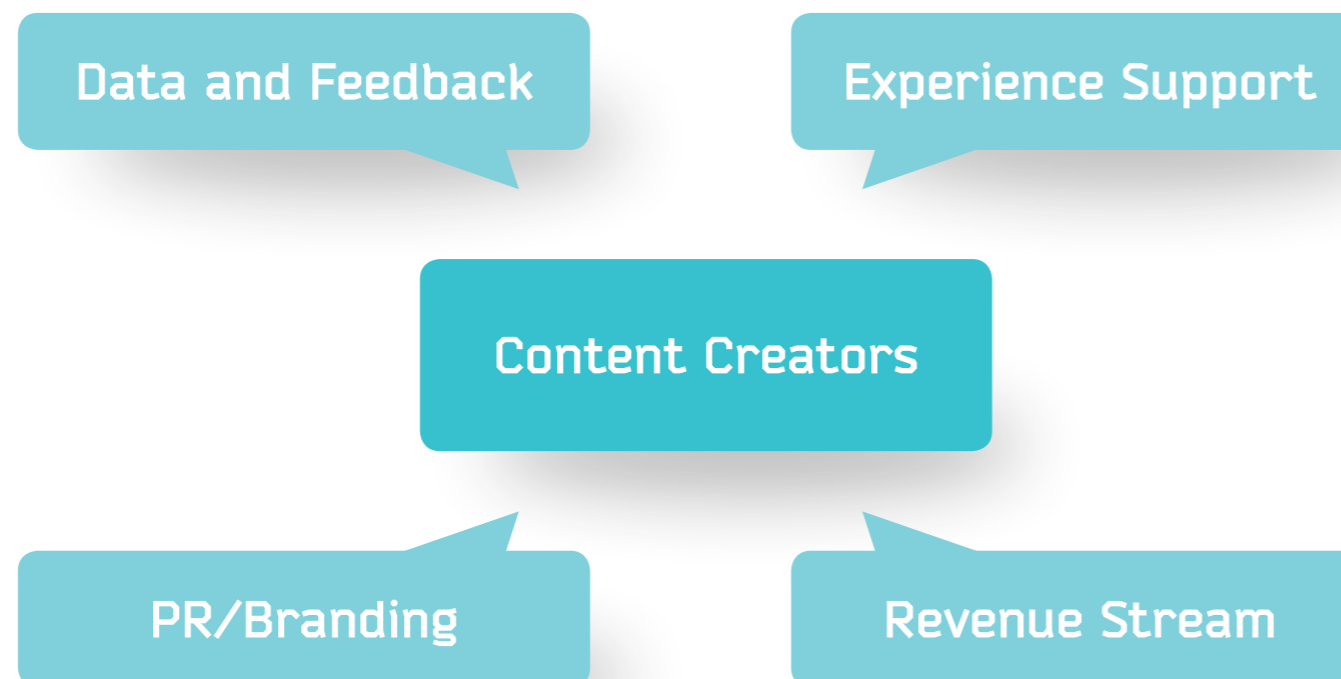 Data and Feedback
Experience Support
Content Creators
PR/Branding
Revenue Stream